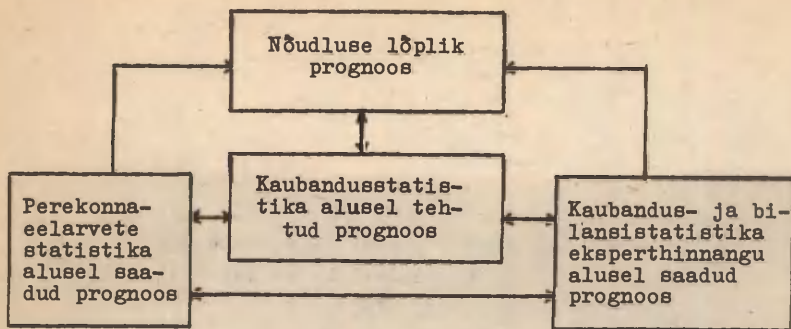 Nõudluse lõplik
prognoos
Kaubandusstatis-
tika alusel teh-
tud prognoos
Perekonna-
eelarvete
statistika
alusel saa-
dud prognoos
Kaubandus- ja bi-
lansistatistika
eksperthinnangu
alusel saadud
prognoos